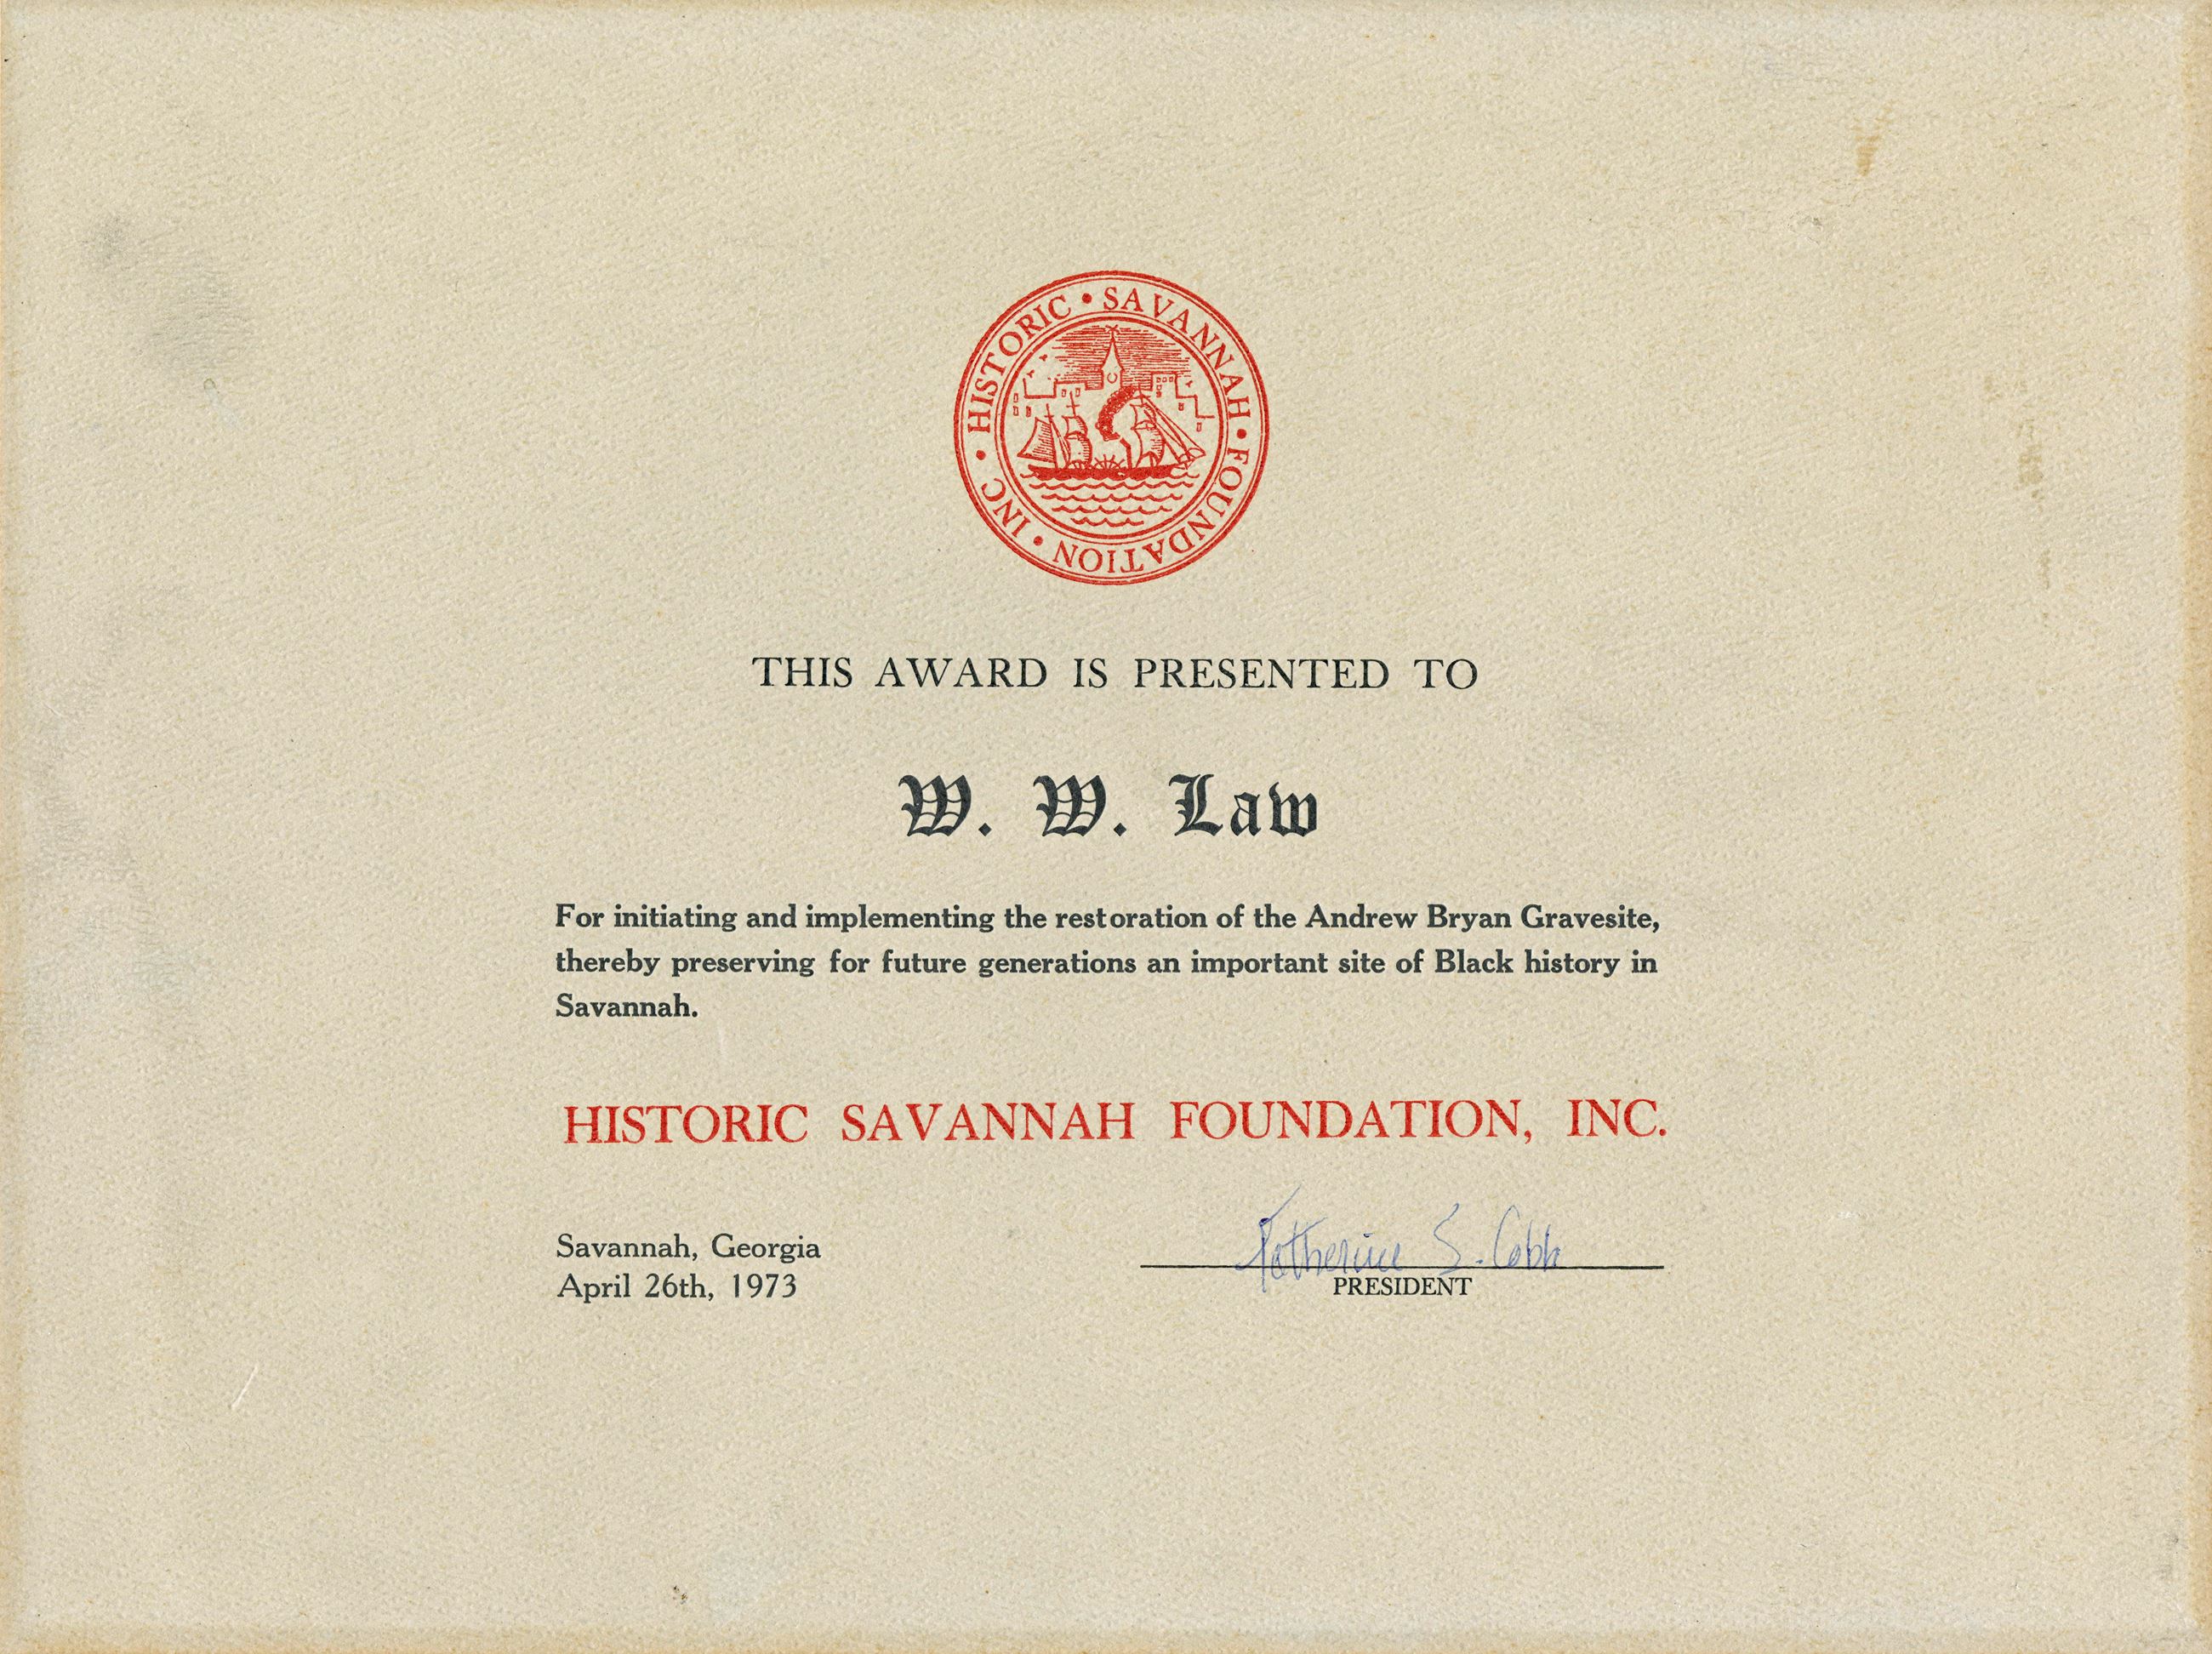 HISTORIC • SAVANNAH • FOUNDATION • INC •
THIS AWARD IS PRESENTED TO
W. W. Law
For initiating and implementing the restoration of the Andrew Bryan Gravesite,
thereby preserving for future generations an important site of Black history in
Savannah.
HISTORIC SAVANNAH FOUNDATION, INC.
Savannah, Georgia
April 26th, 1973
Katherine S. Cobb
PRESIDENT